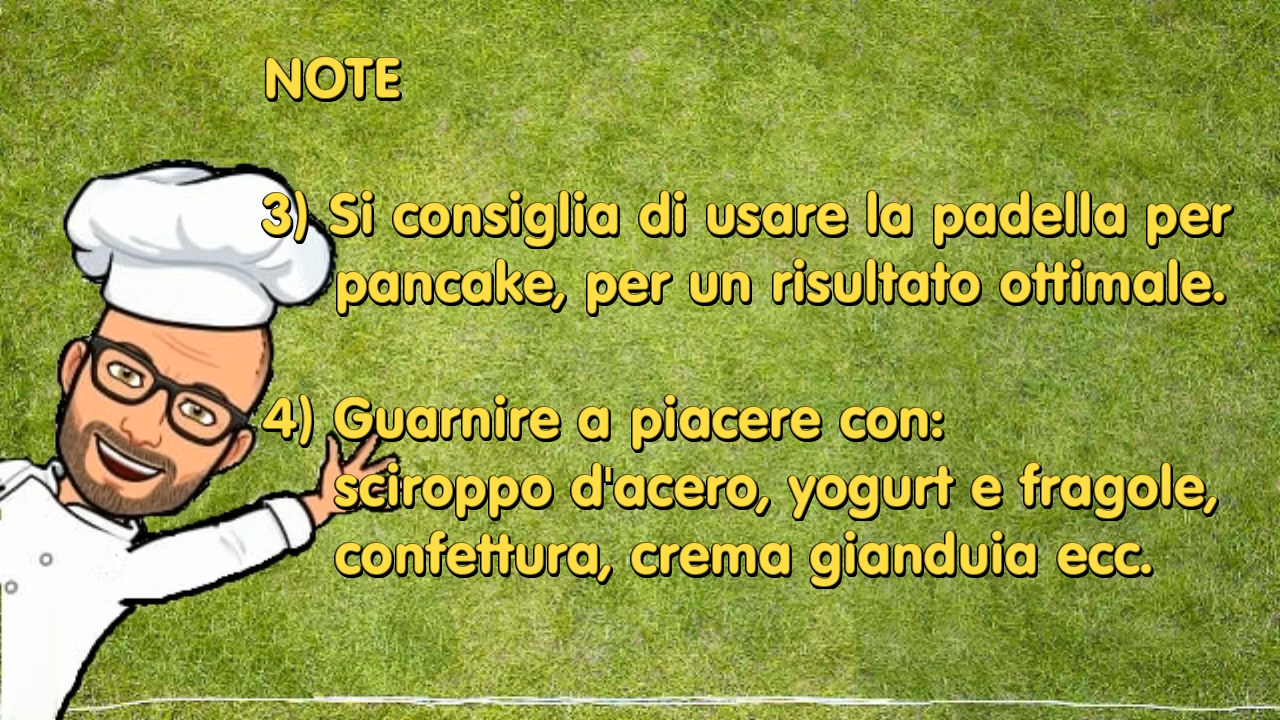 NOTE
3) Si consiglia di usare la padella per
pancake, per un risultato ottimale.
4) Guarnire a piacere con:
sciroppo d'acero, yogurt e fragole,
confettura, crema gianduia ecc.